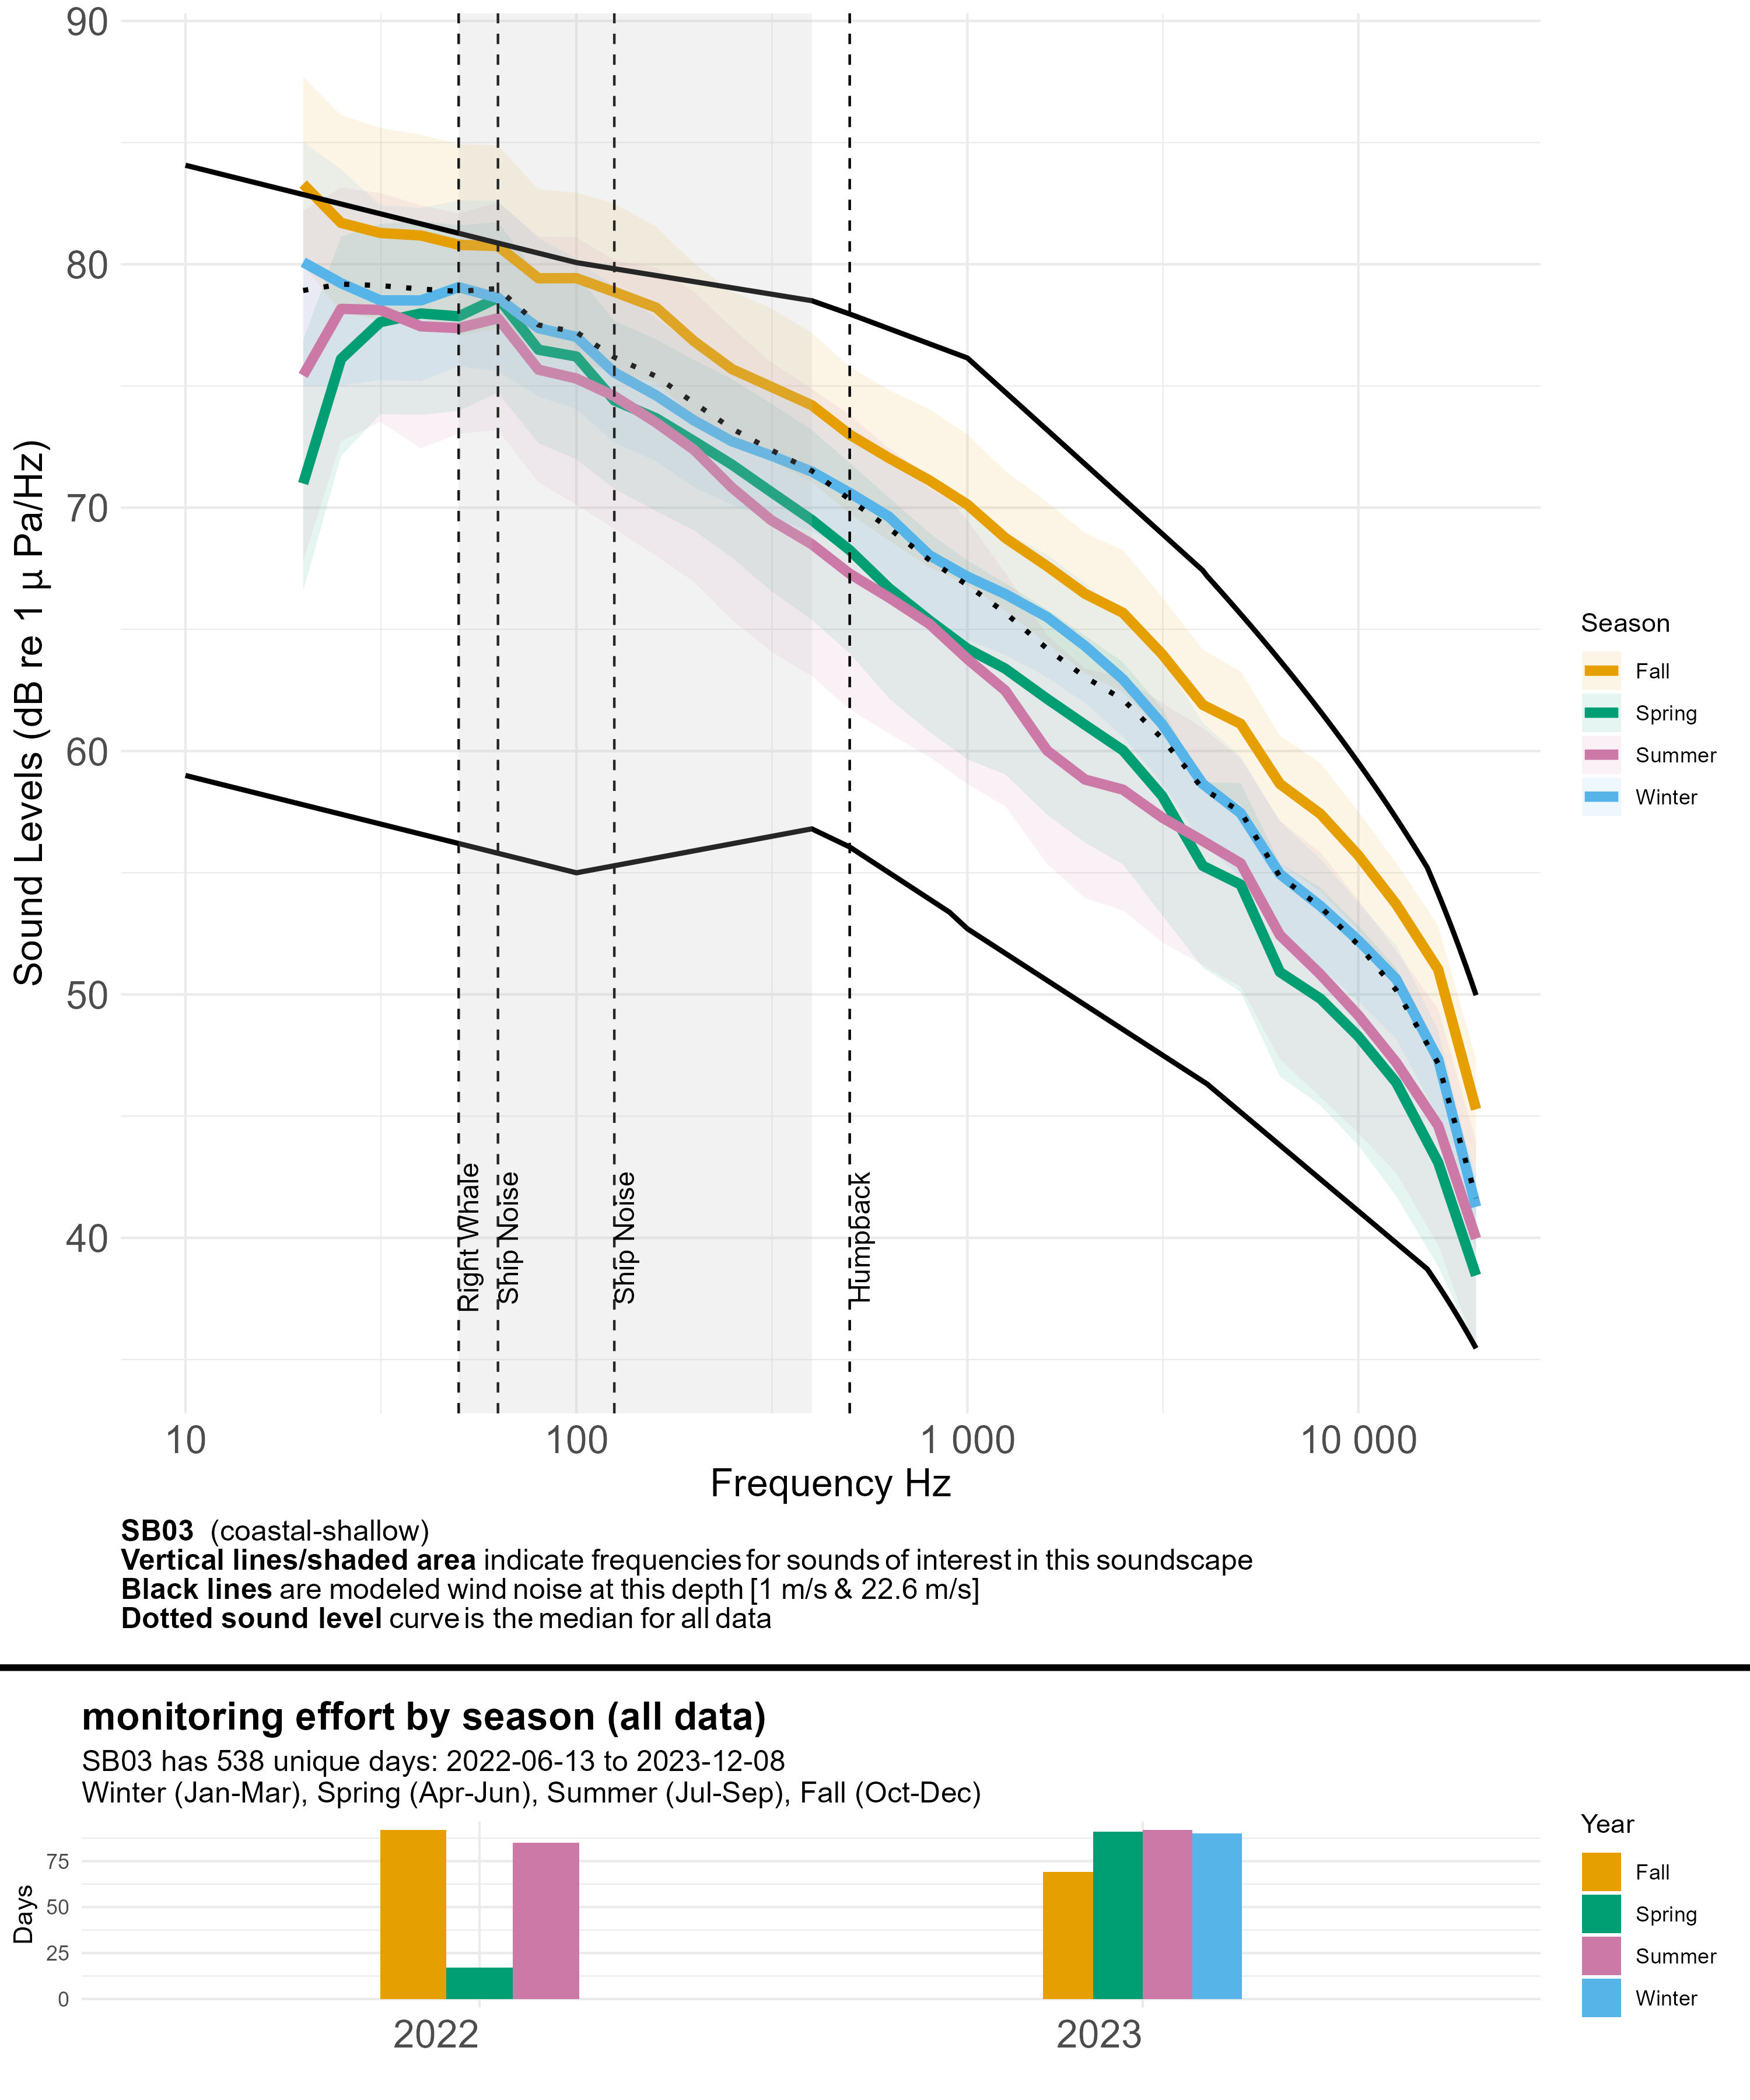 90
80
70
60
50
40
Sound Levels (dB re 1 µ Pa/Hz)
Right Whale
Ship Noise
Ship Noise
Humpback
10
100
1 000
10 000
Frequency Hz
Season
Fall
Spring
Summer
Winter
SB03 (coastal-shallow)
Vertical lines/shaded area indicate frequencies for sounds of interest in this soundscape
Black lines are modeled wind noise at this depth [1 m/s & 22.6 m/s]
Dotted sound level curve is the median for all data
monitoring effort by season (all data)
SB03 has 538 unique days: 2022-06-13 to 2023-12-08
Winter (Jan-Mar), Spring (Apr-Jun), Summer (Jul-Sep), Fall (Oct-Dec)
75
50
25
0
Days
2022
2023
Year
Fall
Spring
Summer
Winter